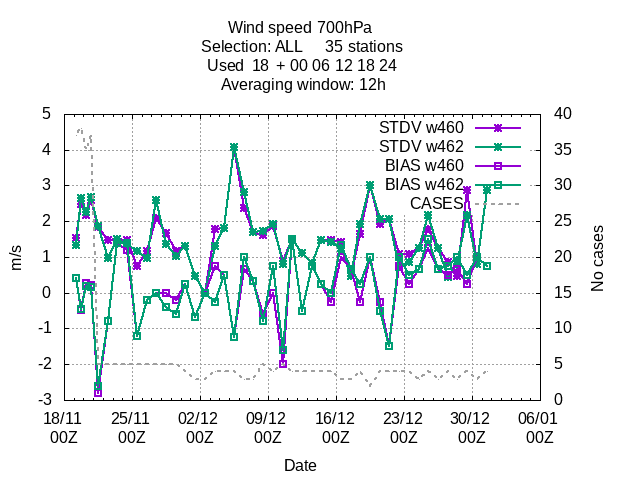 Wind speed 700hPa
Selection: ALL 35 stations
Used 18 + 00 06 12 18 24
Averaging window: 12h
STDV w460
STDV w462
BIAS w460
BIAS w462
CASES
5
4
3
2
1
0
-1
-2
-3
m/s
40
35
30
25
20
15
10
5
0
No cases
18/11 25/11 02/12 09/12 16/12 23/12 30/12 06/01
00Z 00Z 00Z 00Z 00Z 00Z 00Z 00Z
Date